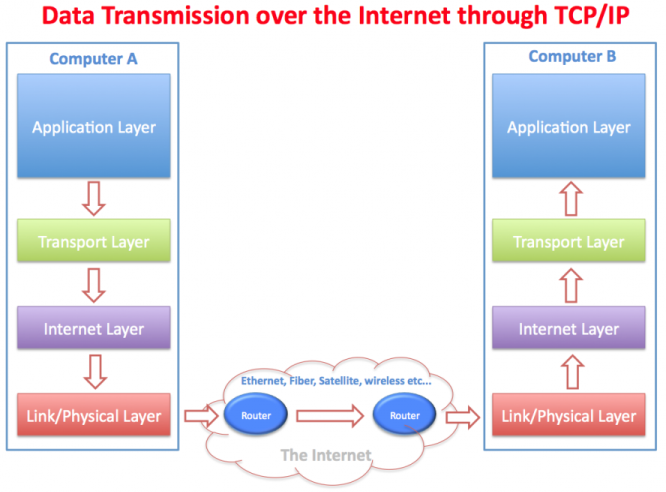 Data Transmission over the Internet through TCP/IP
Computer A
Application Layer
Transport Layer
Internet Layer
Link/Physical Layer
Ethernet, Fiber, Satellite, wireless etc...
Router
Router
The Internet
Computer B
Application Layer
Transport Layer
Internet Layer
Link/Physical Layer